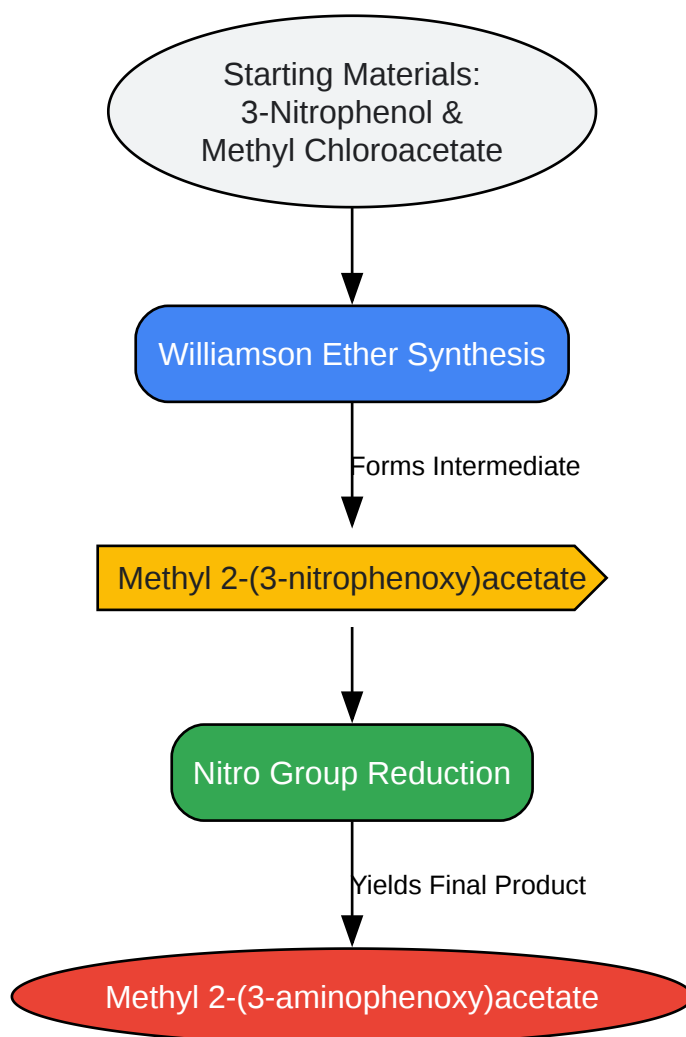 Starting Materials:
3-Nitrophenol &
Methyl Chloroacetate
Williamson Ether Synthesis
Forms Intermediate
Methyl 2-(3-nitrophenoxy)acetate
Nitro Group Reduction
Yields Final Product
Methyl 2-(3-aminophenoxy)acetate